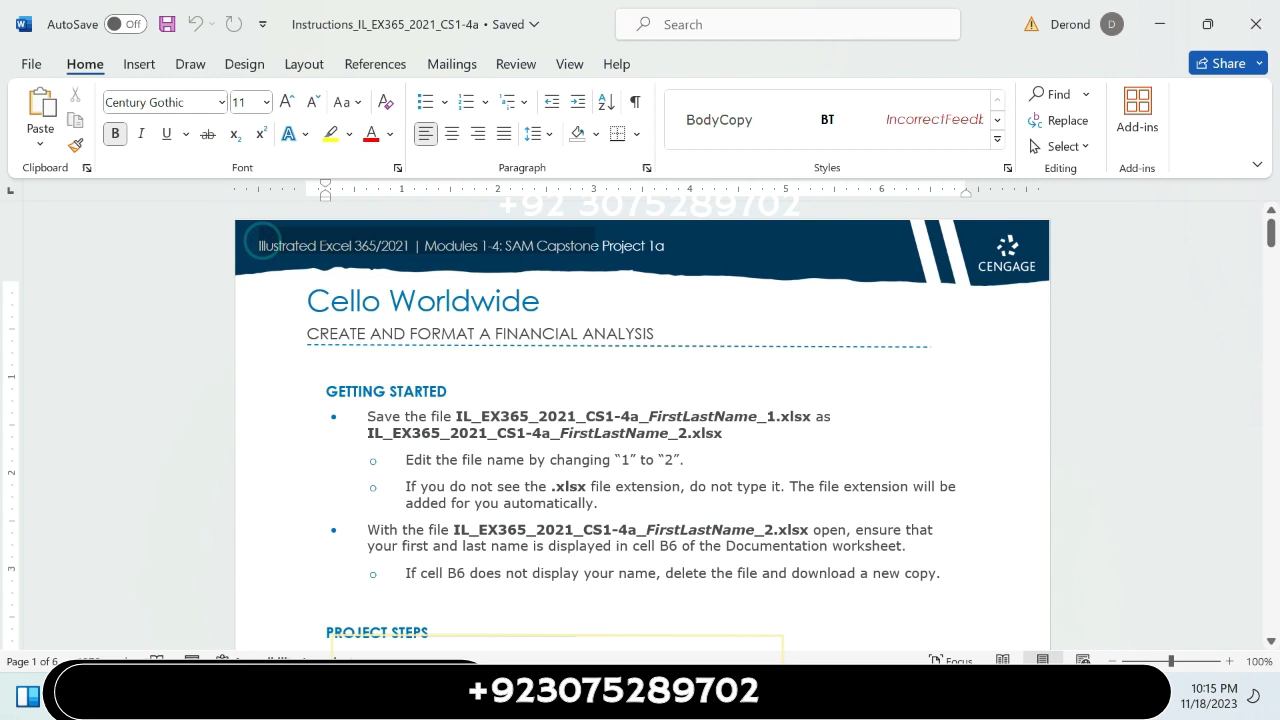 AutoSave Off Instructions_IL_EX365_2021_CS1-4a • Saved Search Derond D
File Home Insert Draw Design Layout References Mailings Review View Help Share
Paste Century Gothic 11 Aa BodyCopy BT IncorrectFeedb Find Replace Select Add-ins
Clipboard Font Paragraph Styles Editing Add-ins
1 2 3 4 5 6
+92 3075289702
Illustrated Excel 365/2021 | Modules 1-4: SAM Capstone Project 1a
CENGAGE
Cello Worldwide
CREATE AND FORMAT A FINANCIAL ANALYSIS
GETTING STARTED
• Save the file IL_EX365_2021_CS1-4a_FirstLastName_1.xlsx as
IL_EX365_2021_CS1-4a_FirstLastName_2.xlsx
o Edit the file name by changing “1” to “2”.
o If you do not see the .xlsx file extension, do not type it. The file extension will be
added for you automatically.
• With the file IL_EX365_2021_CS1-4a_FirstLastName_2.xlsx open, ensure that
your first and last name is displayed in cell B6 of the Documentation worksheet.
o If cell B6 does not display your name, delete the file and download a new copy.
PROJECT STEPS
Page 1 of 6 Focus 100%
+923075289702
10:15 PM
11/18/2023